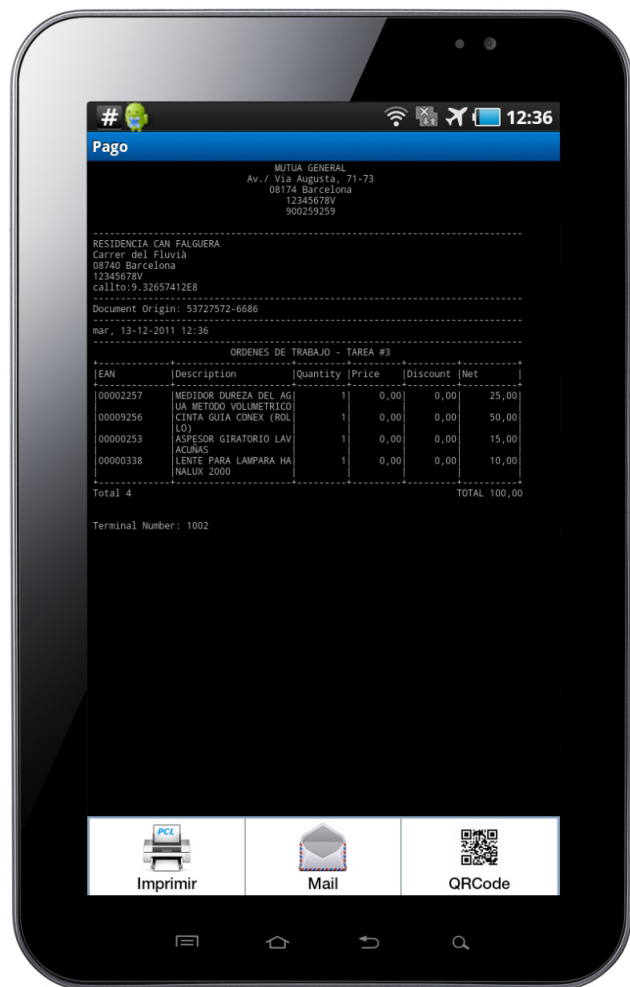 #
12:36
Pago
MUTUA GENERAL
Av./ Via Augusta, 71-73
08174 Barcelona
12345678V
900259259
RESIDENCIA CAN FALGUERA
Carrer del Fluvià
08740 Barcelona
12345678V
callto:9.32657412E8
Document Origin: 53727572-6686
mar, 13-12-2011 12:36
ORDENES DE TRABAJO - TAREA #3
|EAN |Description |Quantity |Price |Discount |Net |
|00002257 |MEDIDOR DUREZA DEL AG| 1| 0,00| 0,00| 25,00|
| |UA METODO VOLUMETRICO| | | | |
|00009256 |CINTA GUIA CONEX (ROL| 1| 0,00| 0,00| 50,00|
| |LO) | | | | |
|00000253 |ASPESOR GIRATORIO LAV| 1| 0,00| 0,00| 15,00|
| |ACUÑAS | | | | |
|00000338 |LENTE PARA LAMPARA HA| 1| 0,00| 0,00| 10,00|
| |NALUX 2000 | | | | |
Total 4 TOTAL 100,00
Terminal Number: 1002
PCL
Imprimir Mail QRCode